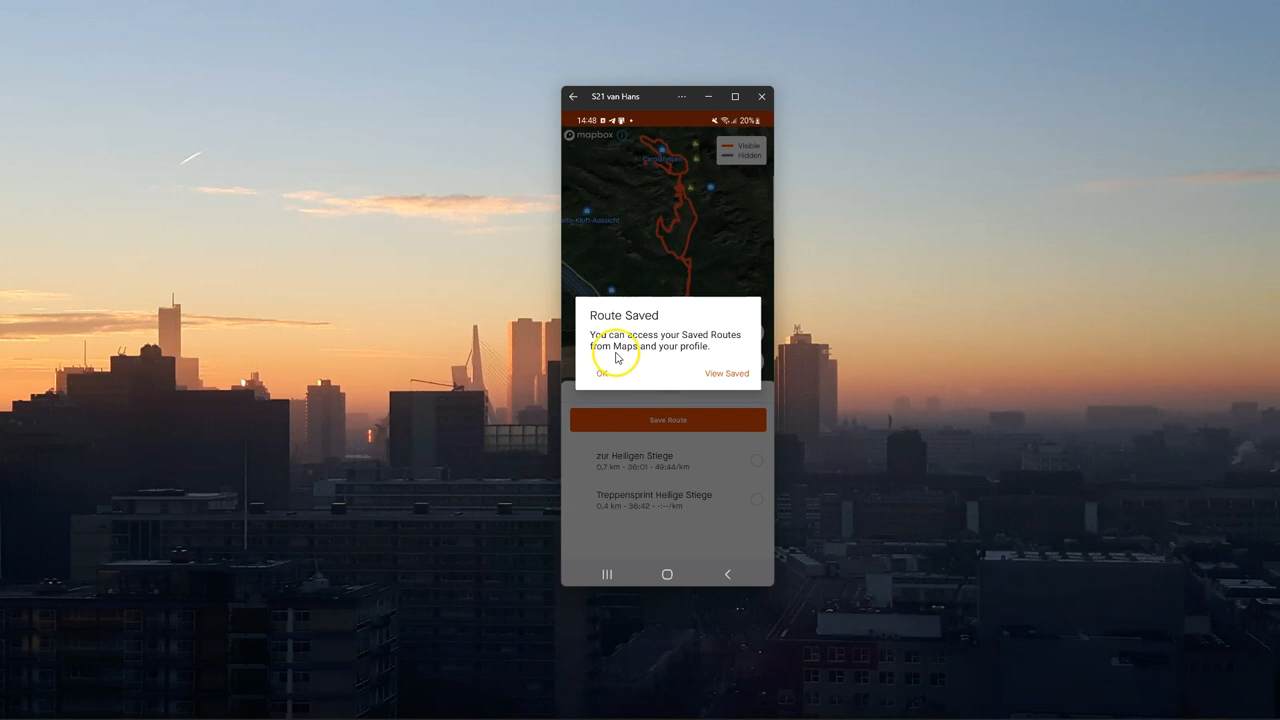 S21 van Hans
14:48
20%
mapbox
Visible
Hidden
Route Saved
You can access your Saved Routes
from Maps and your profile.
OK
View Saved
Save Route
zur Heiligen Stiege
0,7 km - 36:01 - 49:44/km
Treppensprint Heilige Stiege
0,4 km - 36:42 - -:--/km